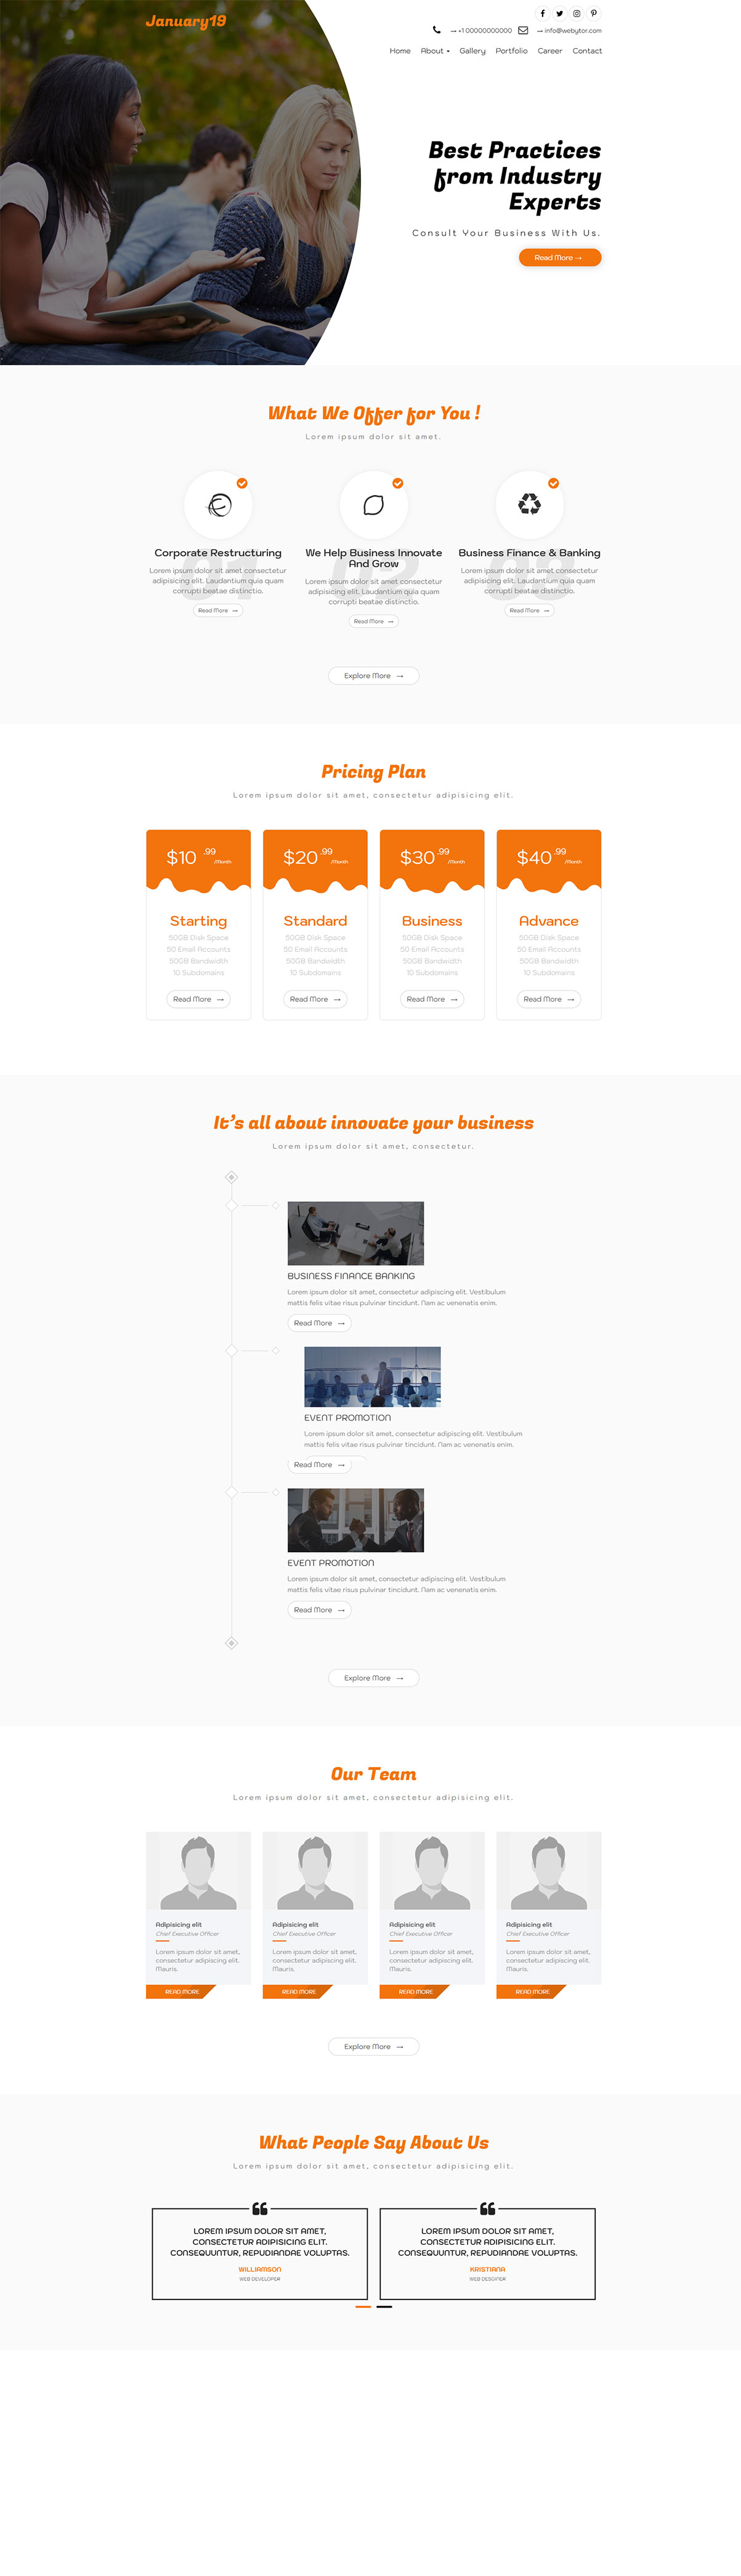 January19
+1 00000000000 info@webytor.com
Home About Gallery Portfolio Career Contact
Best Practices
from Industry
Experts
Consult Your Business With Us.
Read More →
What We Offer for You !
Lorem ipsum dolor sit amet.
01
Corporate Restructuring
Lorem ipsum dolor sit amet consectetur
adipisicing elit. Laudantium quia quam
corrupti beatae distinctio.
Read More →
02
We Help Business Innovate
And Grow
Lorem ipsum dolor sit amet consectetur
adipisicing elit. Laudantium quia quam
corrupti beatae distinctio.
Read More →
03
Business Finance & Banking
Lorem ipsum dolor sit amet consectetur
adipisicing elit. Laudantium quia quam
corrupti beatae distinctio.
Read More →
Explore More →
Pricing Plan
Lorem ipsum dolor sit amet, consectetur adipisicing elit.
$10 .99 /Month
Starting
50GB Disk Space
50 Email Accounts
50GB Bandwidth
10 Subdomains
Read More →
$20 .99 /Month
Standard
50GB Disk Space
50 Email Accounts
50GB Bandwidth
10 Subdomains
Read More →
$30 .99 /Month
Business
50GB Disk Space
50 Email Accounts
50GB Bandwidth
10 Subdomains
Read More →
$40 .99 /Month
Advance
50GB Disk Space
50 Email Accounts
50GB Bandwidth
10 Subdomains
Read More →
It's all about innovate your business
Lorem ipsum dolor sit amet, consectetur.
BUSINESS FINANCE BANKING
Lorem ipsum dolor sit amet, consectetur adipiscing elit. Vestibulum
mattis felis vitae risus pulvinar tincidunt. Nam ac venenatis enim.
Read More →
EVENT PROMOTION
Lorem ipsum dolor sit amet, consectetur adipiscing elit. Vestibulum
mattis felis vitae risus pulvinar tincidunt. Nam ac venenatis enim.
Read More →
EVENT PROMOTION
Lorem ipsum dolor sit amet, consectetur adipiscing elit. Vestibulum
mattis felis vitae risus pulvinar tincidunt. Nam ac venenatis enim.
Read More →
Explore More →
Our Team
Lorem ipsum dolor sit amet, consectetur adipisicing elit.
Adipisicing elit
Chief Executive Officer
Lorem ipsum dolor sit amet,
consectetur adipiscing elit.
Mauris.
READ MORE
Adipisicing elit
Chief Executive Officer
Lorem ipsum dolor sit amet,
consectetur adipiscing elit.
Mauris.
READ MORE
Adipisicing elit
Chief Executive Officer
Lorem ipsum dolor sit amet,
consectetur adipiscing elit.
Mauris.
READ MORE
Adipisicing elit
Chief Executive Officer
Lorem ipsum dolor sit amet,
consectetur adipiscing elit.
Mauris.
READ MORE
Explore More →
What People Say About Us
Lorem ipsum dolor sit amet, consectetur adipisicing elit.
LOREM IPSUM DOLOR SIT AMET,
CONSECTETUR ADIPISICING ELIT.
CONSEQUUNTUR, REPUDIANDAE VOLUPTAS.
WILLIAMSON
WEB DEVELOPER
LOREM IPSUM DOLOR SIT AMET,
CONSECTETUR ADIPISICING ELIT.
CONSEQUUNTUR, REPUDIANDAE VOLUPTAS.
KRISTIANA
WEB DESGINER